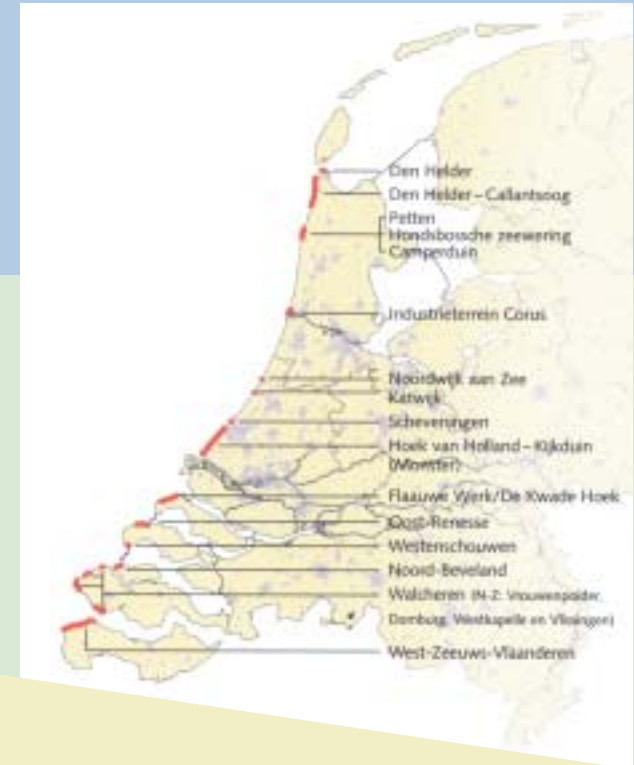 Den Helder
Den Helder – Callantsoog
Petten
Hondsbossche zeewering
Camperduin
Industrieterrein Corus
Noordwijk aan Zee
Katwijk
Scheveningen
Hoek van Holland – Kijkduin
(Monster)
Flaauwe Werk/De Kwade Hoek
Oost-Renesse
Westenschouwen
Noord-Beveland
Walcheren (N-Z: Vrouwenpolder,
Domburg, Westkapelle en Vlissingen)
West-Zeeuws-Vlaanderen